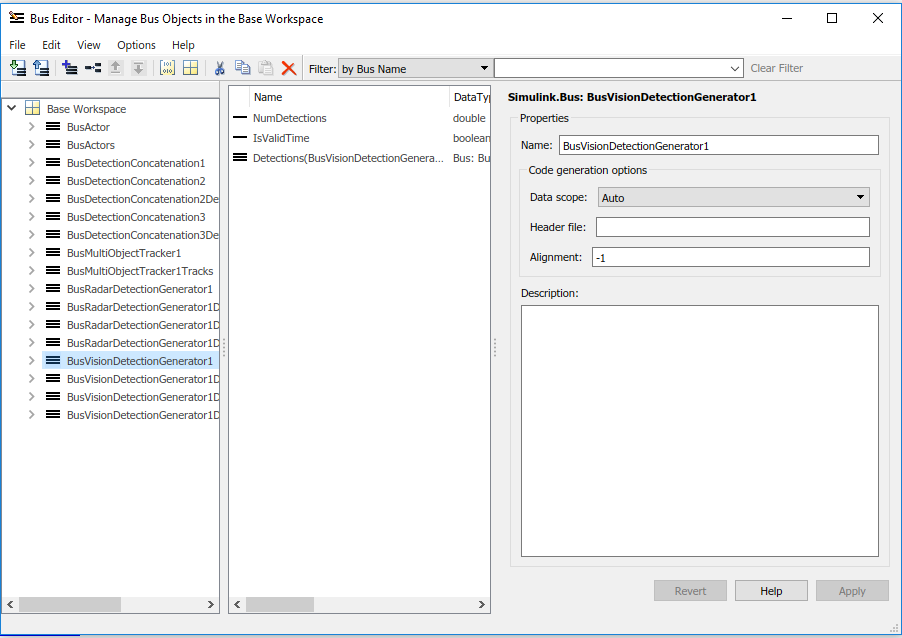 Bus Editor - Manage Bus Objects in the Base Workspace
File Edit View Options Help
Filter: by Bus Name Clear Filter
Base Workspace
BusActor
BusActors
BusDetectionConcatenation1
BusDetectionConcatenation2
BusDetectionConcatenation2De
BusDetectionConcatenation3
BusDetectionConcatenation3De
BusMultiObjectTracker1
BusMultiObjectTracker1Tracks
BusRadarDetectionGenerator1
BusRadarDetectionGenerator1D
BusRadarDetectionGenerator1D
BusRadarDetectionGenerator1D
BusVisionDetectionGenerator1
BusVisionDetectionGenerator1D
BusVisionDetectionGenerator1D
BusVisionDetectionGenerator1D
Name DataTyp
NumDetections double
IsValidTime boolean
Detections(BusVisionDetectionGenera... Bus: Bu
Simulink.Bus: BusVisionDetectionGenerator1
Properties
Name: BusVisionDetectionGenerator1
Code generation options
Data scope: Auto
Header file:
Alignment: -1
Description:
Revert Help Apply